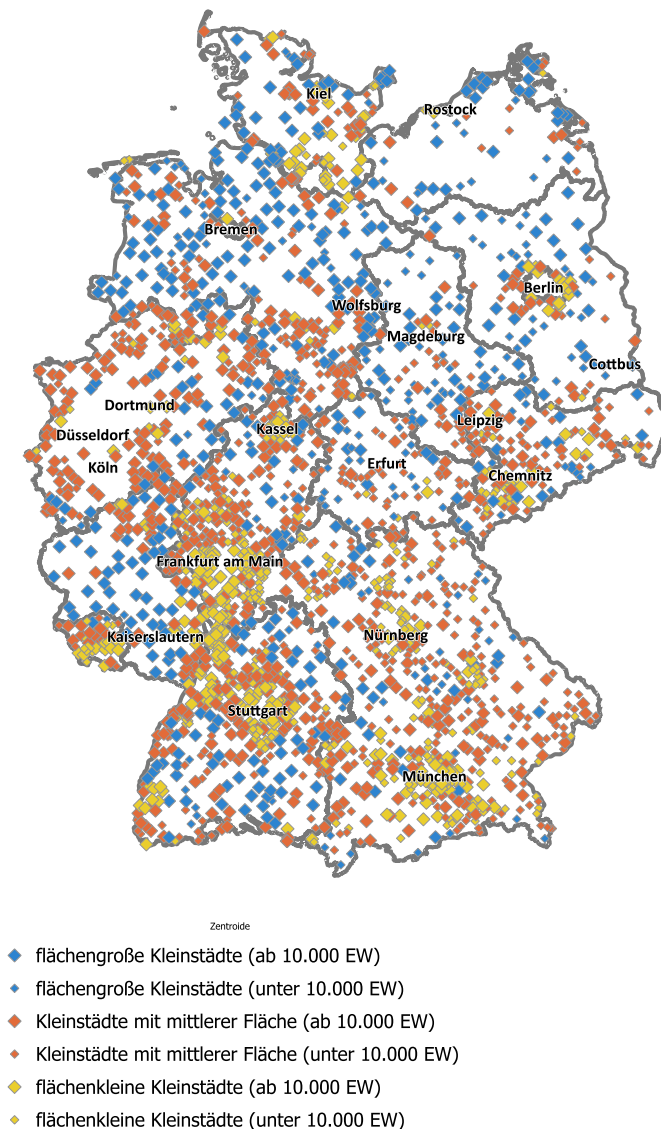 Kiel
Rostock
Bremen
Berlin
Wolfsburg
Magdeburg
Cottbus
Dortmund
Leipzig
Kassel
Düsseldorf
Köln
Erfurt
Chemnitz
Frankfurt am Main
Kaiserslautern
Nürnberg
Stuttgart
München
Zentroide
flächengroße Kleinstädte (ab 10.000 EW)
flächengroße Kleinstädte (unter 10.000 EW)
Kleinstädte mit mittlerer Fläche (ab 10.000 EW)
Kleinstädte mit mittlerer Fläche (unter 10.000 EW)
flächenkleine Kleinstädte (ab 10.000 EW)
flächenkleine Kleinstädte (unter 10.000 EW)